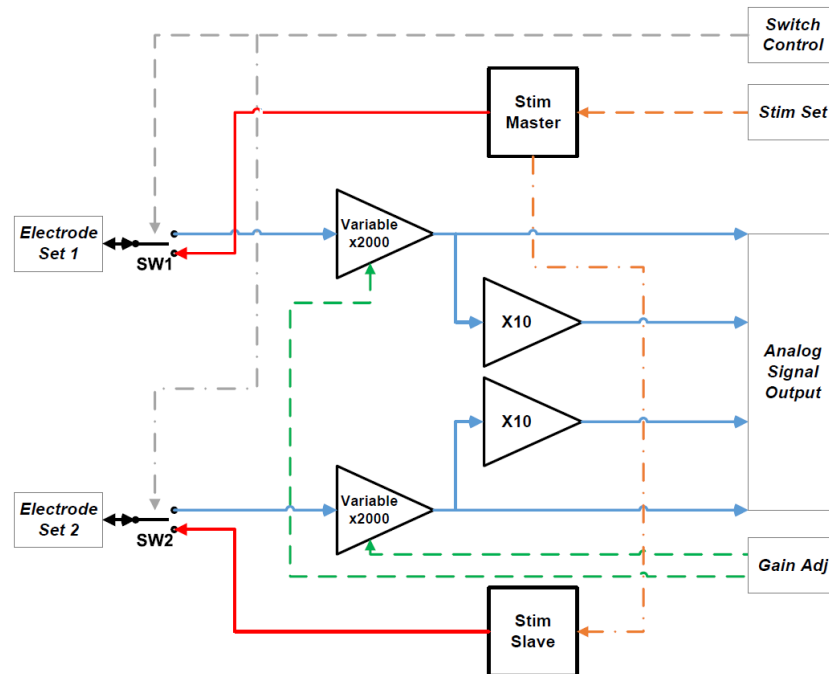 Switch
Control
Stim
Master
Stim Set
Electrode
Set 1
SW1
Variable
x2000
X10
Analog
Signal
Output
X10
Electrode
Set 2
SW2
Variable
x2000
Gain Adj
Stim
Slave